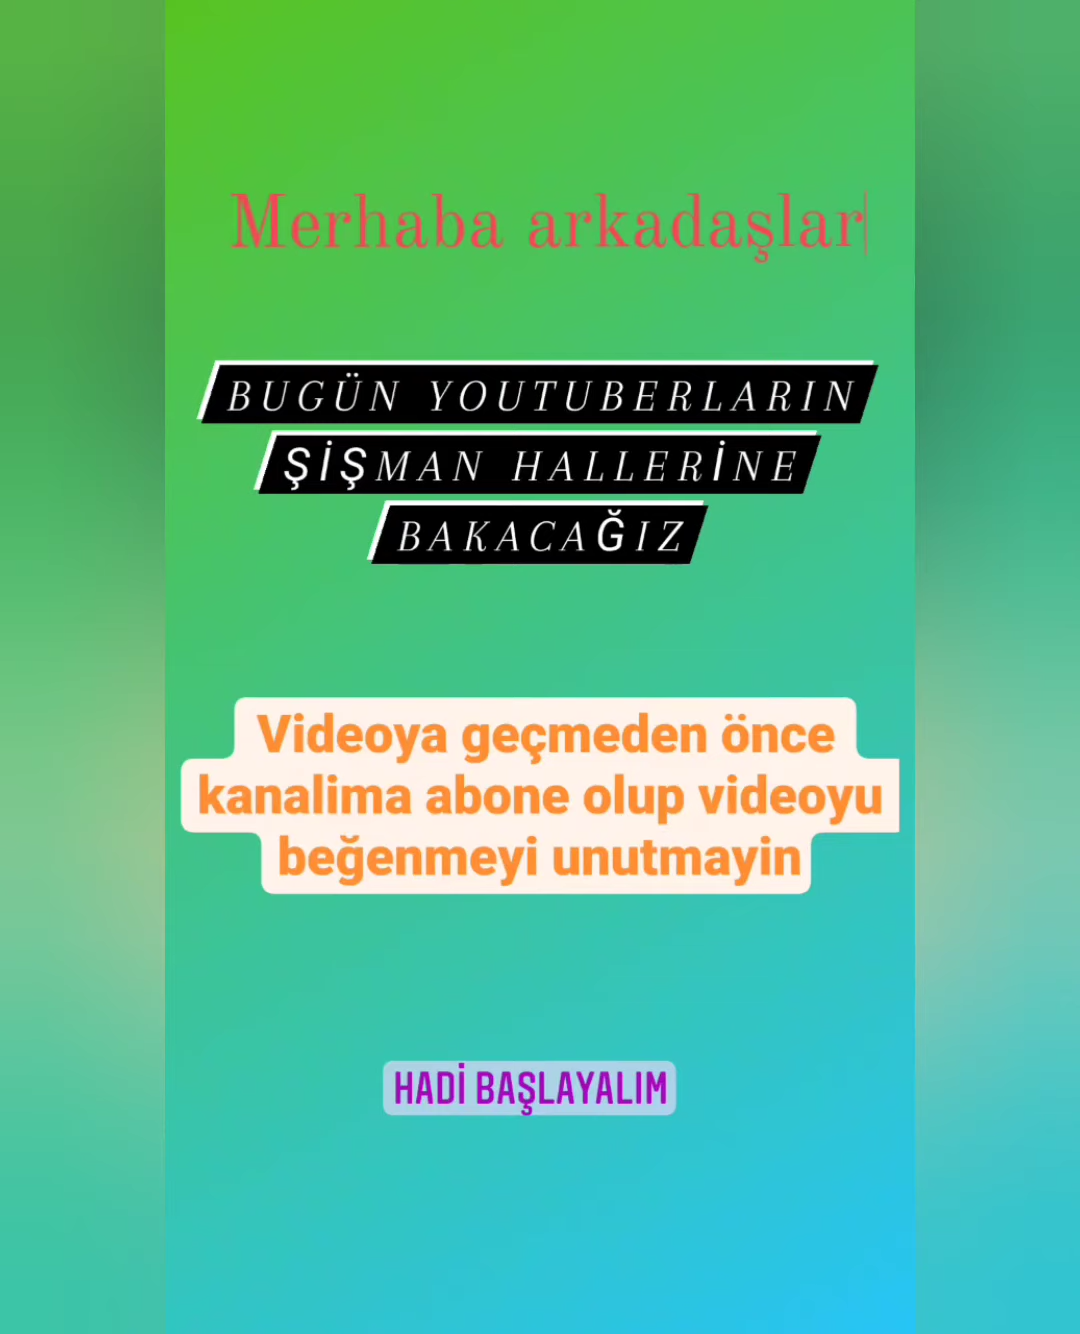 Merhaba arkadaşlar
BUGÜN YOUTUBERLARIN
ŞİŞMAN HALLERİNE
BAKACAĞIZ
Videoya geçmeden önce
kanalima abone olup videoyu
beğenmeyi unutmayin
HADİ BAŞLAYALIM